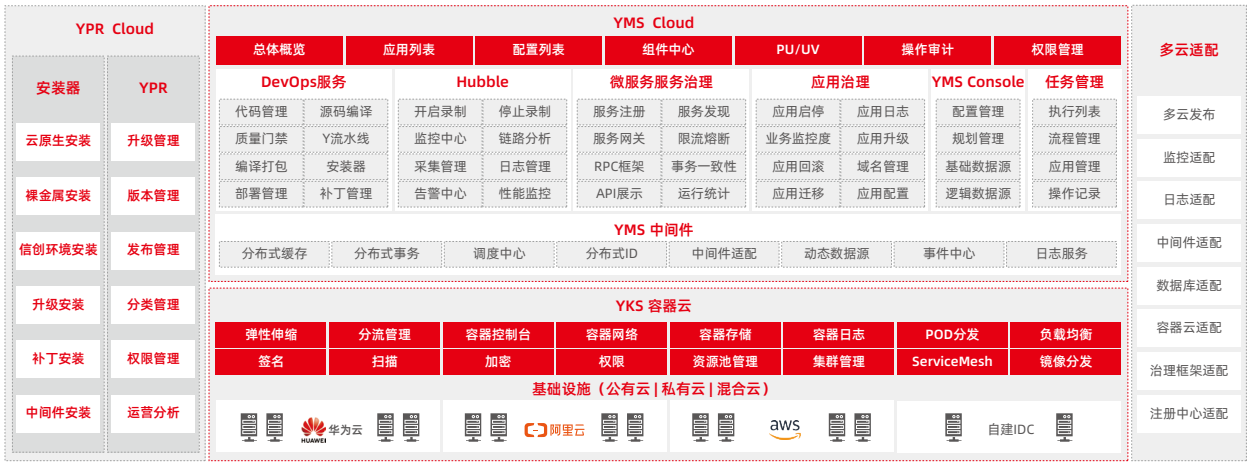 YPR Cloud
安装器
云原生安装
裸金属安装
信创环境安装
升级安装
补丁安装
中间件安装
YPR
升级管理
版本管理
发布管理
分类管理
权限管理
运营分析
YMS Cloud
总体概览 应用列表 配置列表 组件中心 PU/UV 操作审计 权限管理
DevOps服务
代码管理 源码编译
质量门禁 Y流水线
编译打包 安装器
部署管理 补丁管理
Hubble
开启录制 停止录制
监控中心 链路分析
采集管理 日志管理
告警中心 性能监控
微服务服务治理
服务注册 服务发现
服务网关 限流熔断
RPC框架 事务一致性
API展示 运行统计
应用治理
应用启停 应用日志
业务监控度 应用升级
应用回滚 域名管理
应用迁移 应用配置
YMS Console
配置管理
规划管理
基础数据源
逻辑数据源
任务管理
执行列表
流程管理
应用管理
操作记录
YMS 中间件
分布式缓存 分布式事务 调度中心 分布式ID 中间件适配 动态数据源 事件中心 日志服务
YKS 容器云
弹性伸缩 分流管理 容器控制台 容器网络 容器存储 容器日志 POD分发 负载均衡
签名 扫描 加密 权限 资源池管理 集群管理 ServiceMesh 镜像分发
基础设施（公有云|私有云|混合云）
HUAWEI 华为云
阿里云
aws
自建IDC
多云适配
多云发布
监控适配
日志适配
中间件适配
数据库适配
容器云适配
治理框架适配
注册中心适配